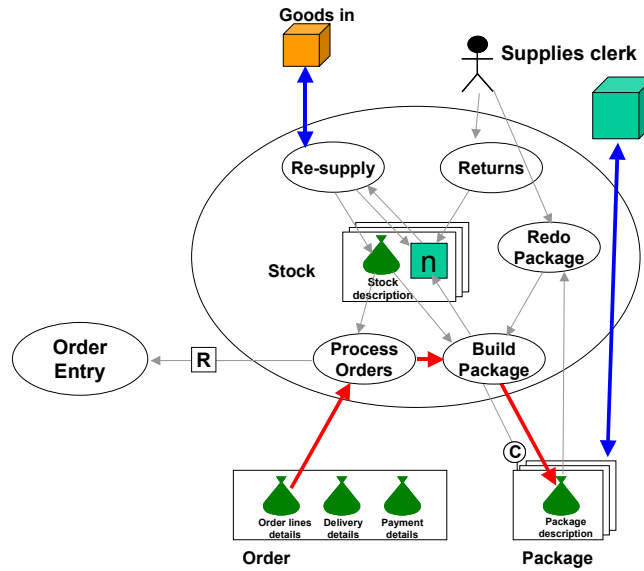 Goods in
Supplies clerk
Re-supply
Returns
Redo
Package
Stock
n
Stock
description
Order
Entry
R
Process
Orders
Build
Package
C
Order lines
details
Delivery
details
Payment
details
Package
description
Order
Package